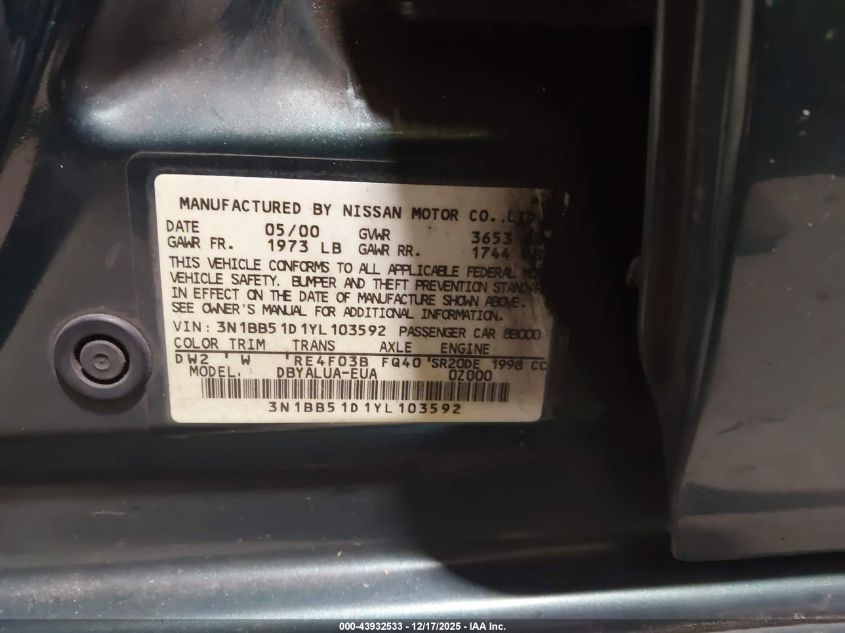 MANUFACTURED BY NISSAN MOTOR CO.,LTD
DATE 05/00 GVWR 3653
GAWR FR. 1973 LB GAWR RR. 1744
THIS VEHICLE CONFORMS TO ALL APPLICABLE FEDERAL
VEHICLE SAFETY, BUMPER AND THEFT PREVENTION
IN EFFECT ON THE DATE OF MANUFACTURE SHOWN ABOVE.
SEE OWNER'S MANUAL FOR ADDITIONAL INFORMATION.
VIN: 3N1BB51D1YL103592 PASSENGER CAR 8B000
COLOR TRIM TRANS AXLE ENGINE
DW2 'W 'RE4F03B FQ40 'SR20DE 1998 CC
MODEL. DBYALUA-EUA 0Z000
3N1BB51D1YL103592
000-43932533 - 12/17/2025 - IAA Inc.